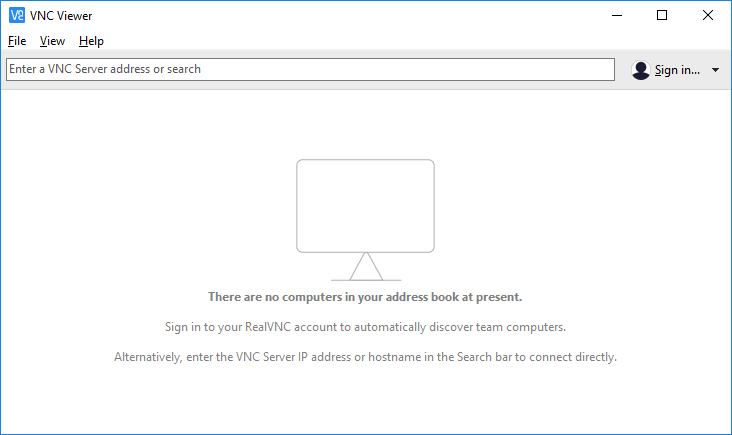 VNC Viewer
File View Help
Enter a VNC Server address or search
Sign in...
There are no computers in your address book at present.
Sign in to your RealVNC account to automatically discover team computers.
Alternatively, enter the VNC Server IP address or hostname in the Search bar to connect directly.